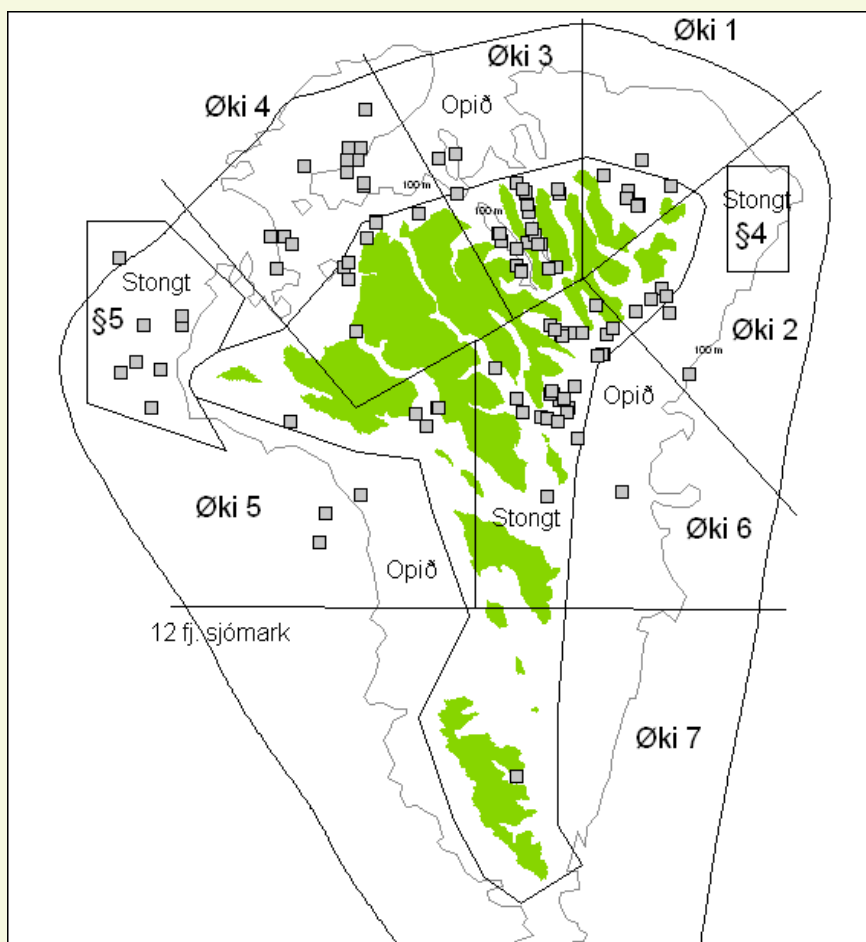 Øki 1
Øki 3
Øki 4
Opið
100 m
Stongt
§4
100 m
Stongt
§5
Øki 2
100 m
Opið
Øki 5
Stongt
Øki 6
Opið
12 fj. sjómark
Øki 7